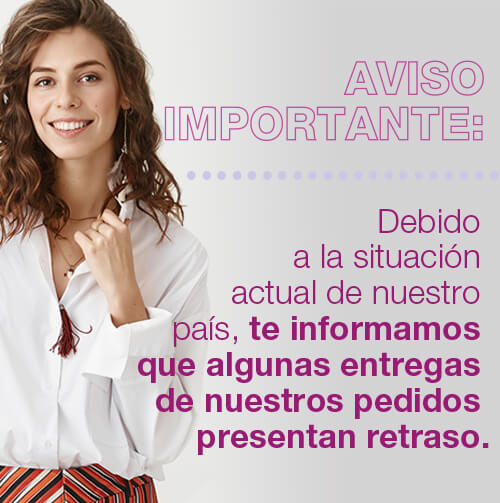 AVISO
IMPORTANTE:
Debido
a la situación
actual de nuestro
país, te informamos
que algunas entregas
de nuestros pedidos
presentan retraso.